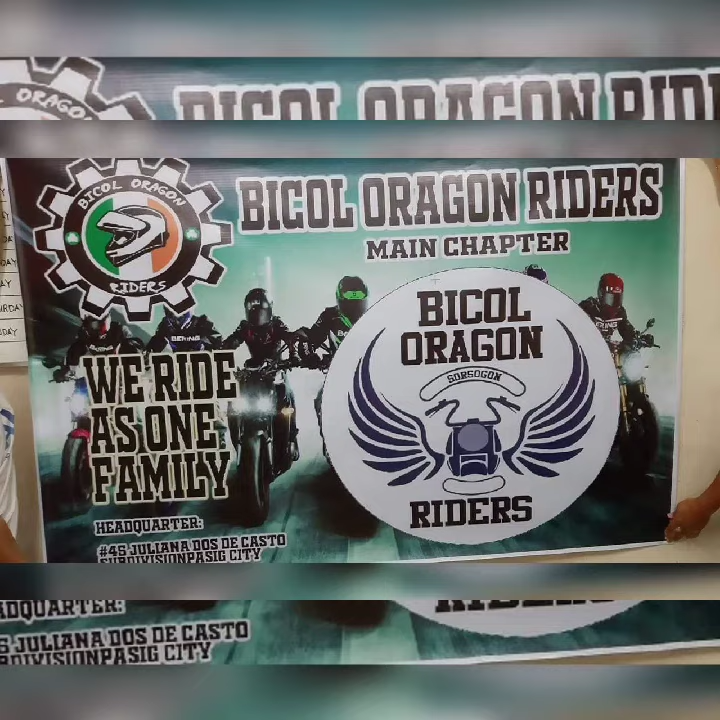 BICOL ORAGON RIDERS
MAIN CHAPTER
BICOL ORAGON
RIDERS
BICOL
ORAGON
SORSOGON
RIDERS
WE RIDE
AS ONE
FAMILY
HEADQUARTER:
#45 JULIANA DOS DE CASTO
SUBDIVISIONPASIG CITY